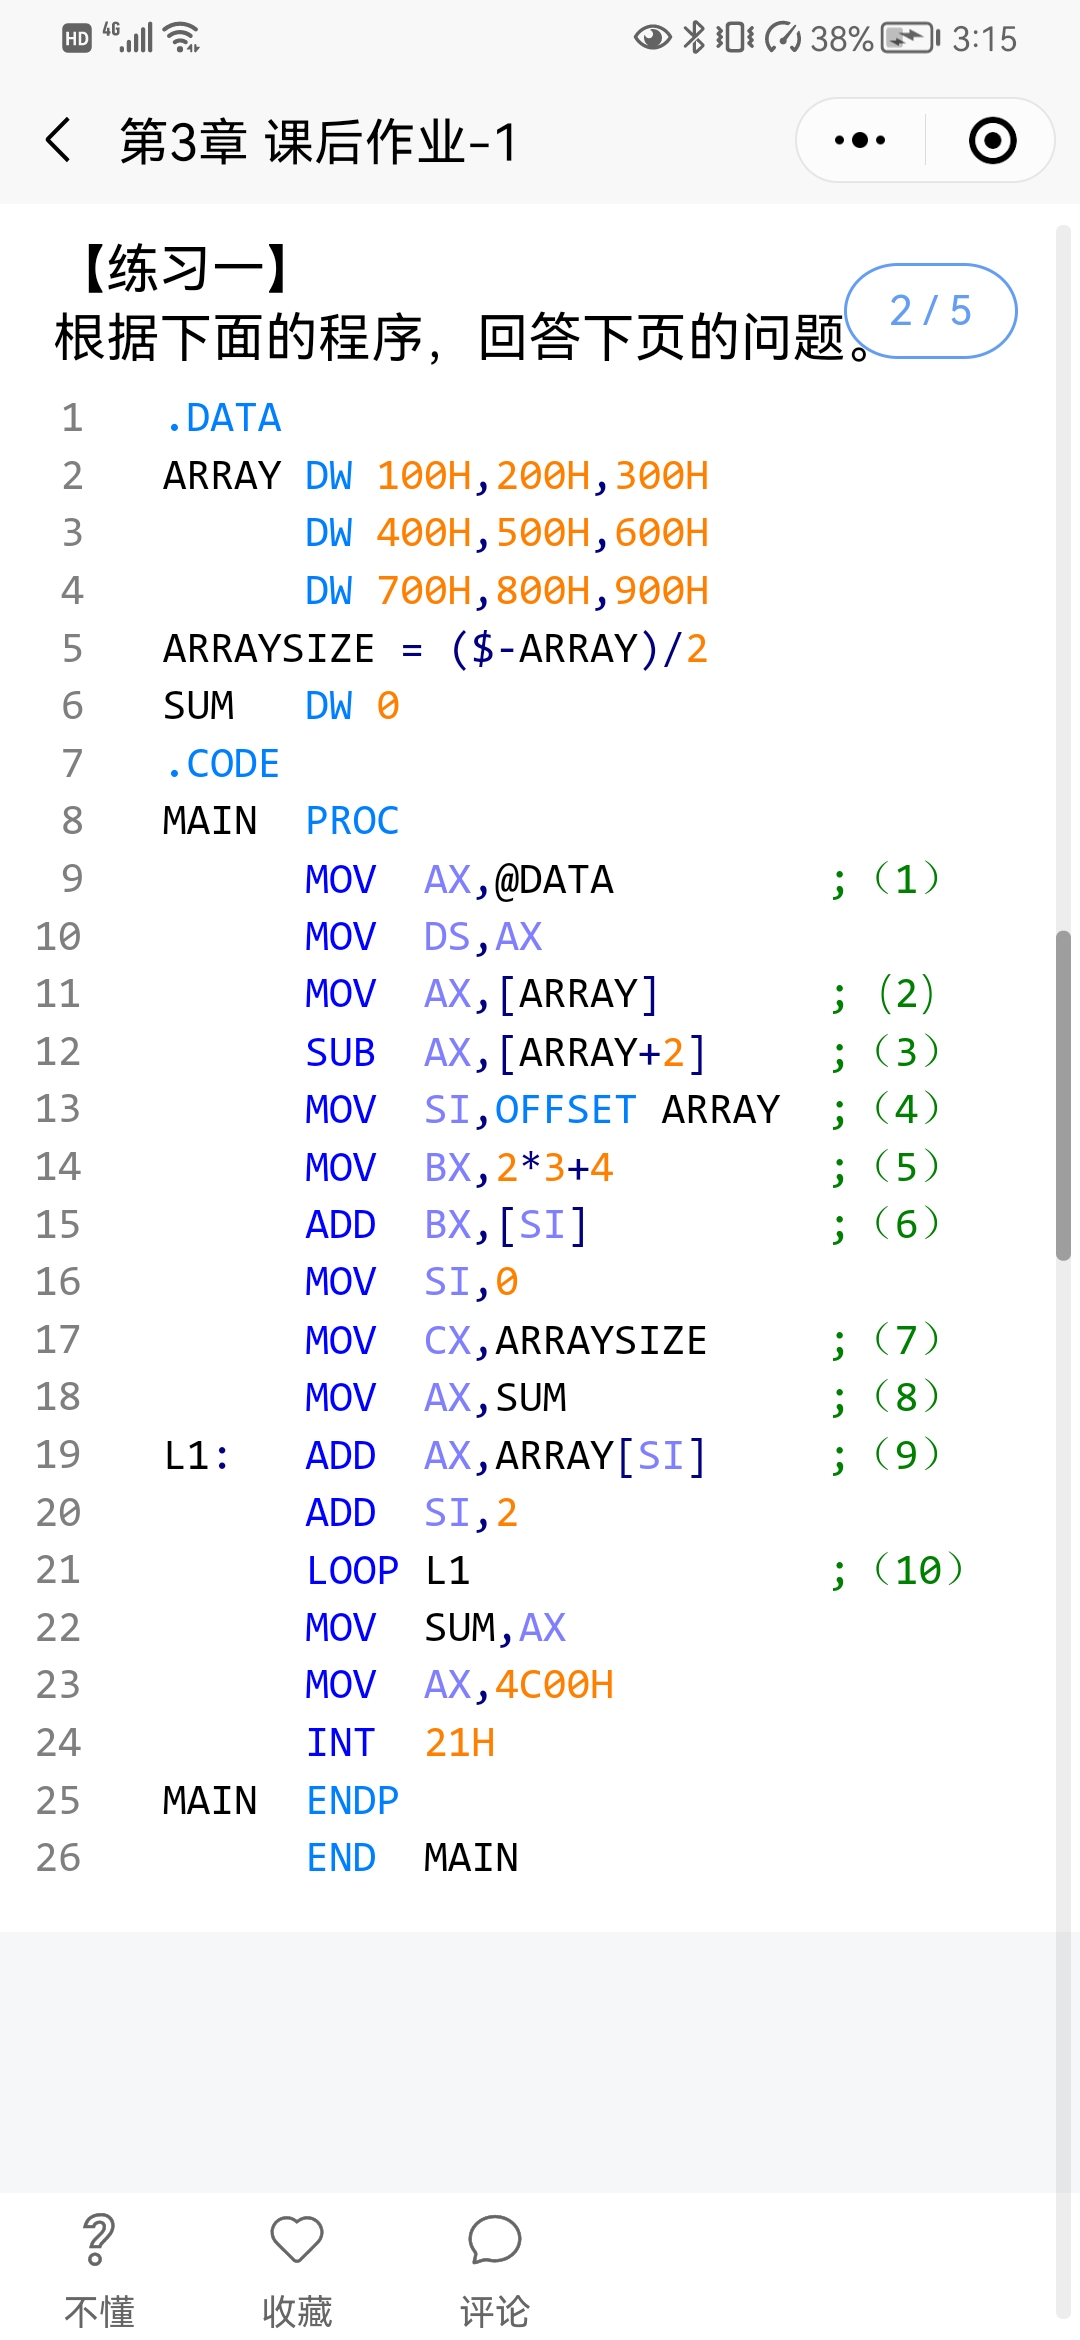 HD 4G 38% 3:15
第3章 课后作业-1
【练习一】
根据下面的程序，回答下页的问题。
2 / 5
1 .DATA
2 ARRAY DW 100H,200H,300H
3 DW 400H,500H,600H
4 DW 700H,800H,900H
5 ARRAYSIZE = ($-ARRAY)/2
6 SUM DW 0
7 .CODE
8 MAIN PROC
9 MOV AX,@DATA ;（1）
10 MOV DS,AX
11 MOV AX,[ARRAY] ;（2）
12 SUB AX,[ARRAY+2] ;（3）
13 MOV SI,OFFSET ARRAY ;（4）
14 MOV BX,2*3+4 ;（5）
15 ADD BX,[SI] ;（6）
16 MOV SI,0
17 MOV CX,ARRAYSIZE ;（7）
18 MOV AX,SUM ;（8）
19 L1: ADD AX,ARRAY[SI] ;（9）
20 ADD SI,2
21 LOOP L1 ;（10）
22 MOV SUM,AX
23 MOV AX,4C00H
24 INT 21H
25 MAIN ENDP
26 END MAIN
不懂 收藏 评论